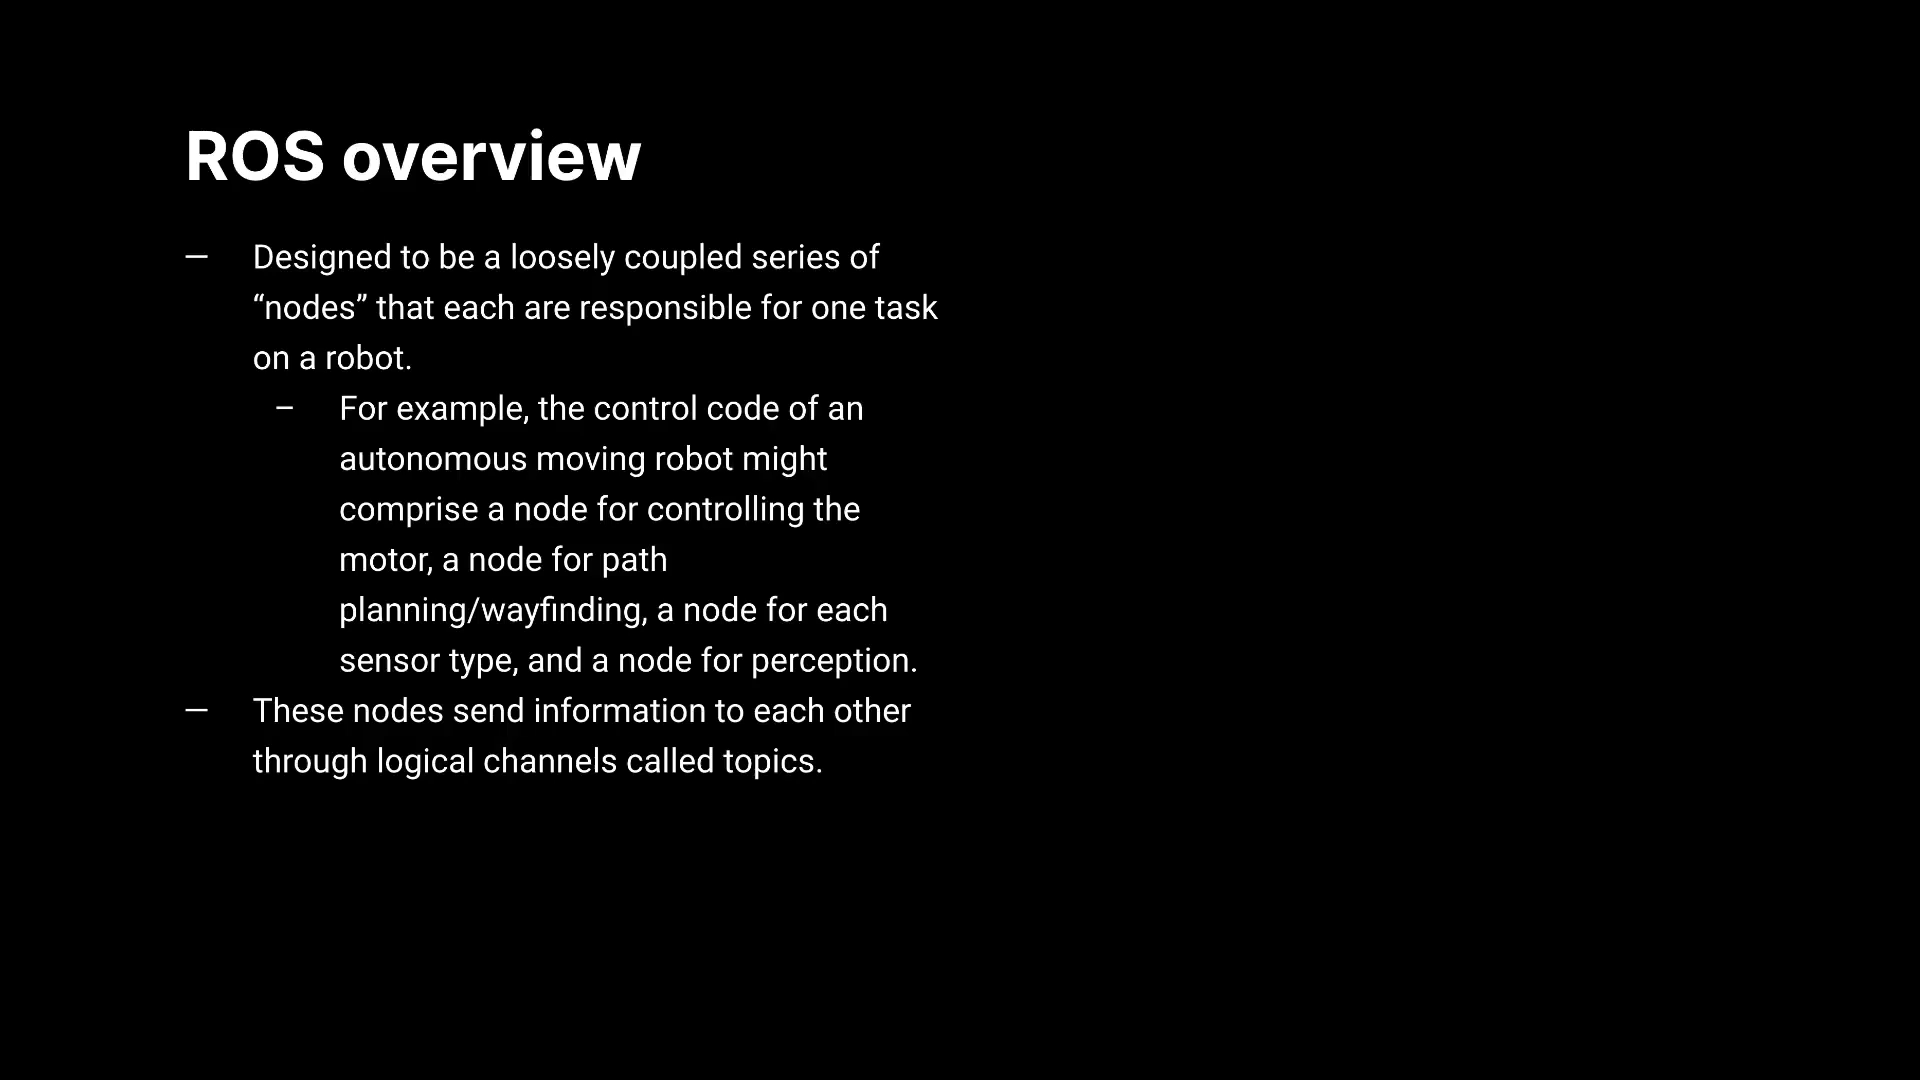 ROS overview
— Designed to be a loosely coupled series of
“nodes” that each are responsible for one task
on a robot.
– For example, the control code of an
autonomous moving robot might
comprise a node for controlling the
motor, a node for path
planning/wayfinding, a node for each
sensor type, and a node for perception.
— These nodes send information to each other
through logical channels called topics.